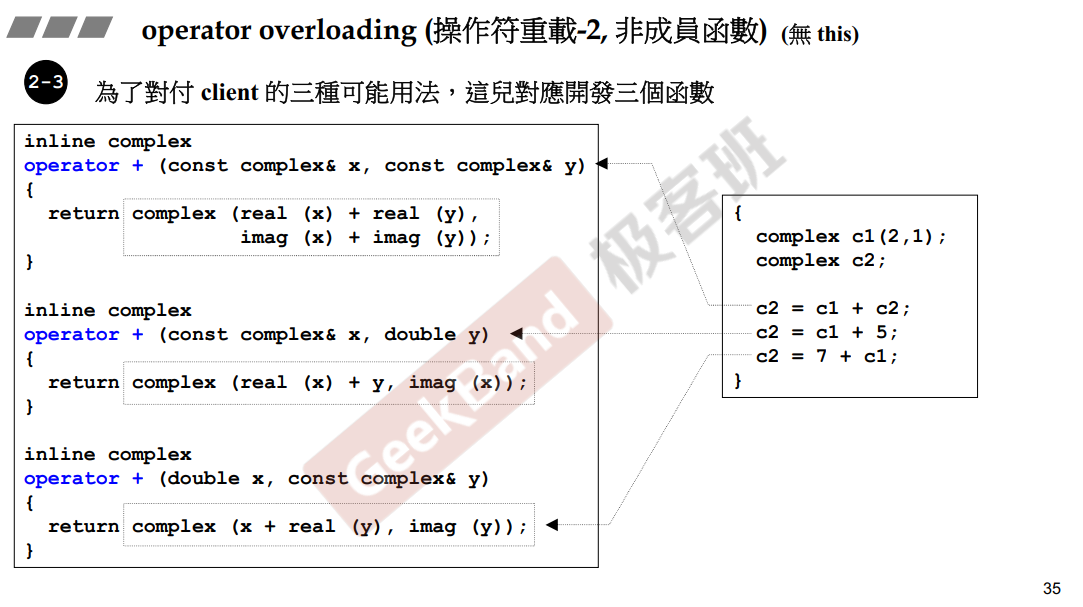 operator overloading (操作符重載-2, 非成員函數) (無 this)
2-3
為了對付 client 的三種可能用法，這兒對應開發三個函數
inline complex
operator + (const complex& x, const complex& y)
{
  return complex (real (x) + real (y),
                  imag (x) + imag (y));
}
inline complex
operator + (const complex& x, double y)
{
  return complex (real (x) + y, imag (x));
}
inline complex
operator + (double x, const complex& y)
{
  return complex (x + real (y), imag (y));
}
{
  complex c1(2,1);
  complex c2;
  c2 = c1 + c2;
  c2 = c1 + 5;
  c2 = 7 + c1;
}
GeekBand 极客班
35